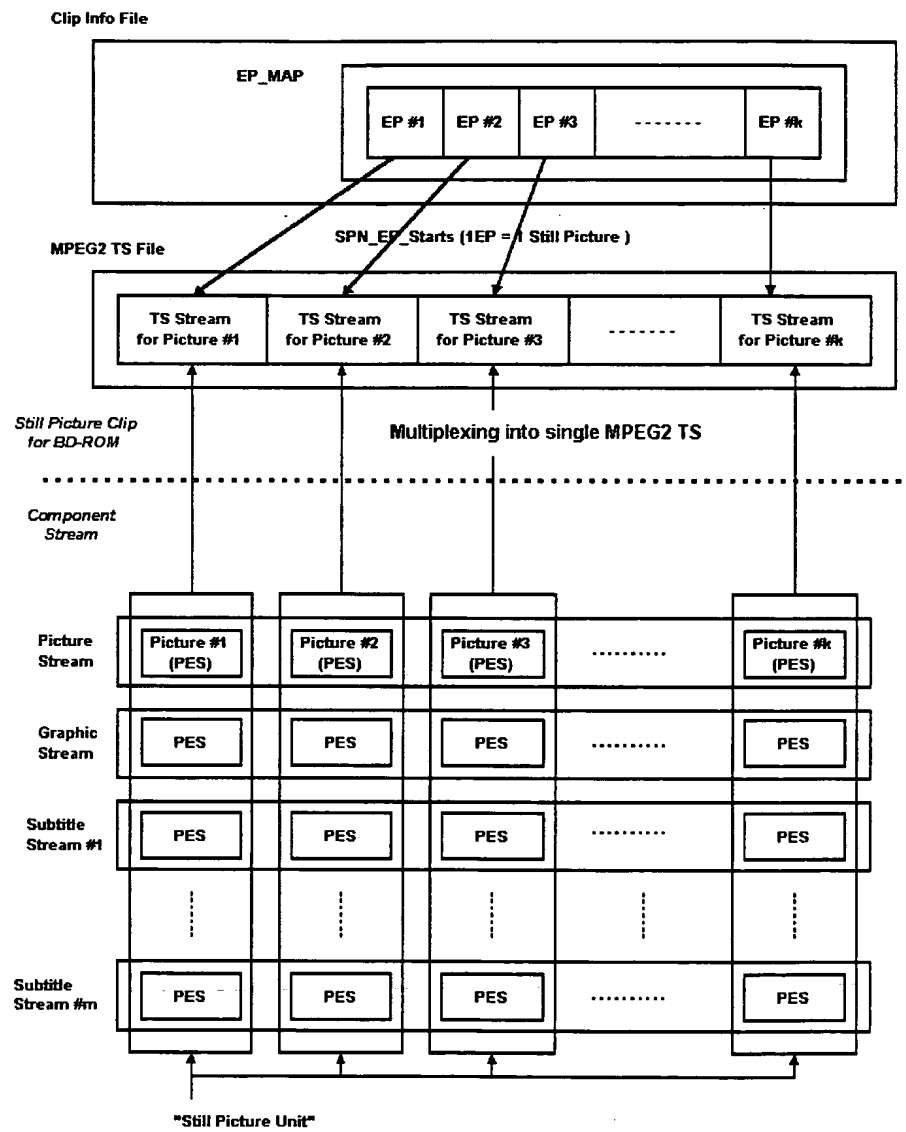 Clip Info File
EP_MAP
EP #1 EP #2 EP #3 ------- EP #k
SPN_EP_Starts (1EP = 1 Still Picture )
MPEG2 TS File
TS Stream for Picture #1
TS Stream for Picture #2
TS Stream for Picture #3
-------
TS Stream for Picture #k
Still Picture Clip
for BD-ROM
Multiplexing into single MPEG2 TS
Component
Stream
Picture
Stream
Picture #1
(PES)
Picture #2
(PES)
Picture #3
(PES)
..........
Picture #k
(PES)
Graphic
Stream
PES PES PES .......... PES
Subtitle
Stream #1
PES PES PES .......... PES
Subtitle
Stream #m
PES PES PES .......... PES
"Still Picture Unit"